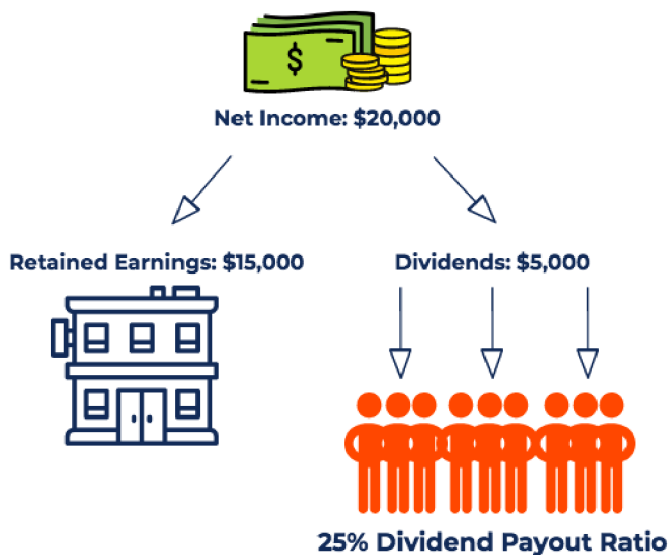 $
Net Income: $20,000
Retained Earnings: $15,000
Dividends: $5,000
25% Dividend Payout Ratio